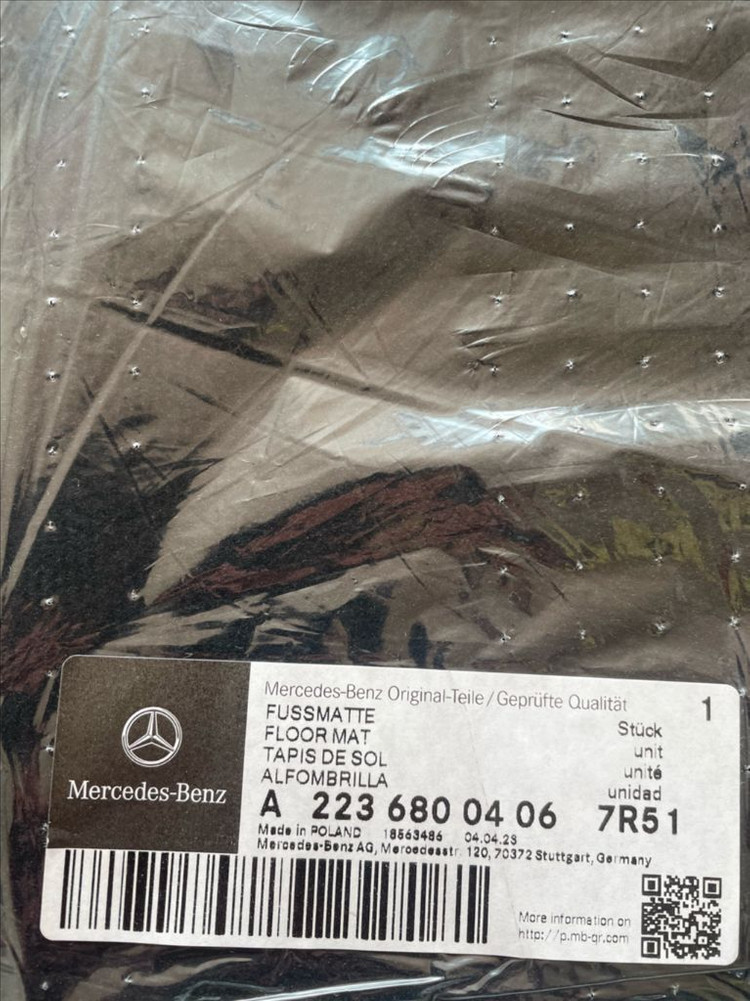 Mercedes-Benz Original-Teile/Geprüfte Qualität 1
FUSSMATTE Stück
FLOOR MAT unit
TAPIS DE SOL unité
ALFOMBRILLA unidad
A 223 680 04 06 7R51
Made in POLAND 18563486 04.04.23
Mercedes-Benz AG, Mercedesstr. 120, 70372 Stuttgart, Germany
Mercedes-Benz
More information on
http://p.mb-qr.com